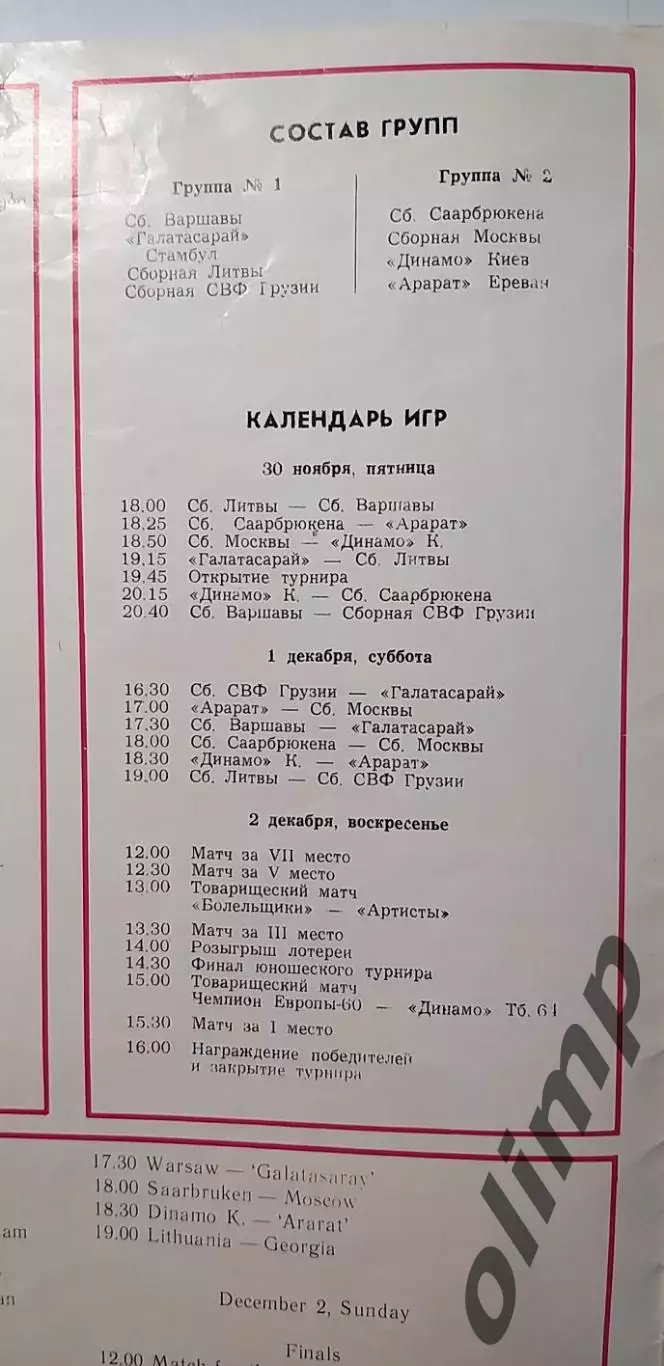 СОСТАВ ГРУПП
Группа № 1
Сб. Варшавы
«Галатасарай»
Стамбул
Сборная Литвы
Сборная СВФ Грузии
Группа № 2
Сб. Саарбрюкена
Сборная Москвы
«Динамо» Киев
«Арарат» Ереван
КАЛЕНДАРЬ ИГР
30 ноября, пятница
18.00 Сб. Литвы — Сб. Варшавы
18.25 Сб. Саарбрюкена — «Арарат»
18.50 Сб. Москвы — «Динамо» К.
19.15 «Галатасарай» — Сб. Литвы
19.45 Открытие турнира
20.15 «Динамо» К. — Сб. Саарбрюкена
20.40 Сб. Варшавы — Сборная СВФ Грузии
1 декабря, суббота
16.30 Сб. СВФ Грузии — «Галатасарай»
17.00 «Арарат» — Сб. Москвы
17.30 Сб. Варшавы — «Галатасарай»
18.00 Сб. Саарбрюкена — Сб. Москвы
18.30 «Динамо» К. — «Арарат»
19.00 Сб. Литвы — Сб. СВФ Грузии
2 декабря, воскресенье
12.00 Матч за VII место
12.30 Матч за V место
13.00 Товарищеский матч
«Болельщики» — «Артисты»
13.30 Матч за III место
14.00 Розыгрыш лотереи
14.30 Финал юношеского турнира
15.00 Товарищеский матч
Чемпион Европы-60 — «Динамо» Тб. 64
15.30 Матч за I место
16.00 Награждение победителей
и закрытие турнира
17.30 Warsaw — 'Galatasaray'
18.00 Saarbruken — Moscow
18.30 Dinamo K. — 'Ararat'
19.00 Lithuania — Georgia
December 2, Sunday
Finals
12.00 Match
olimp